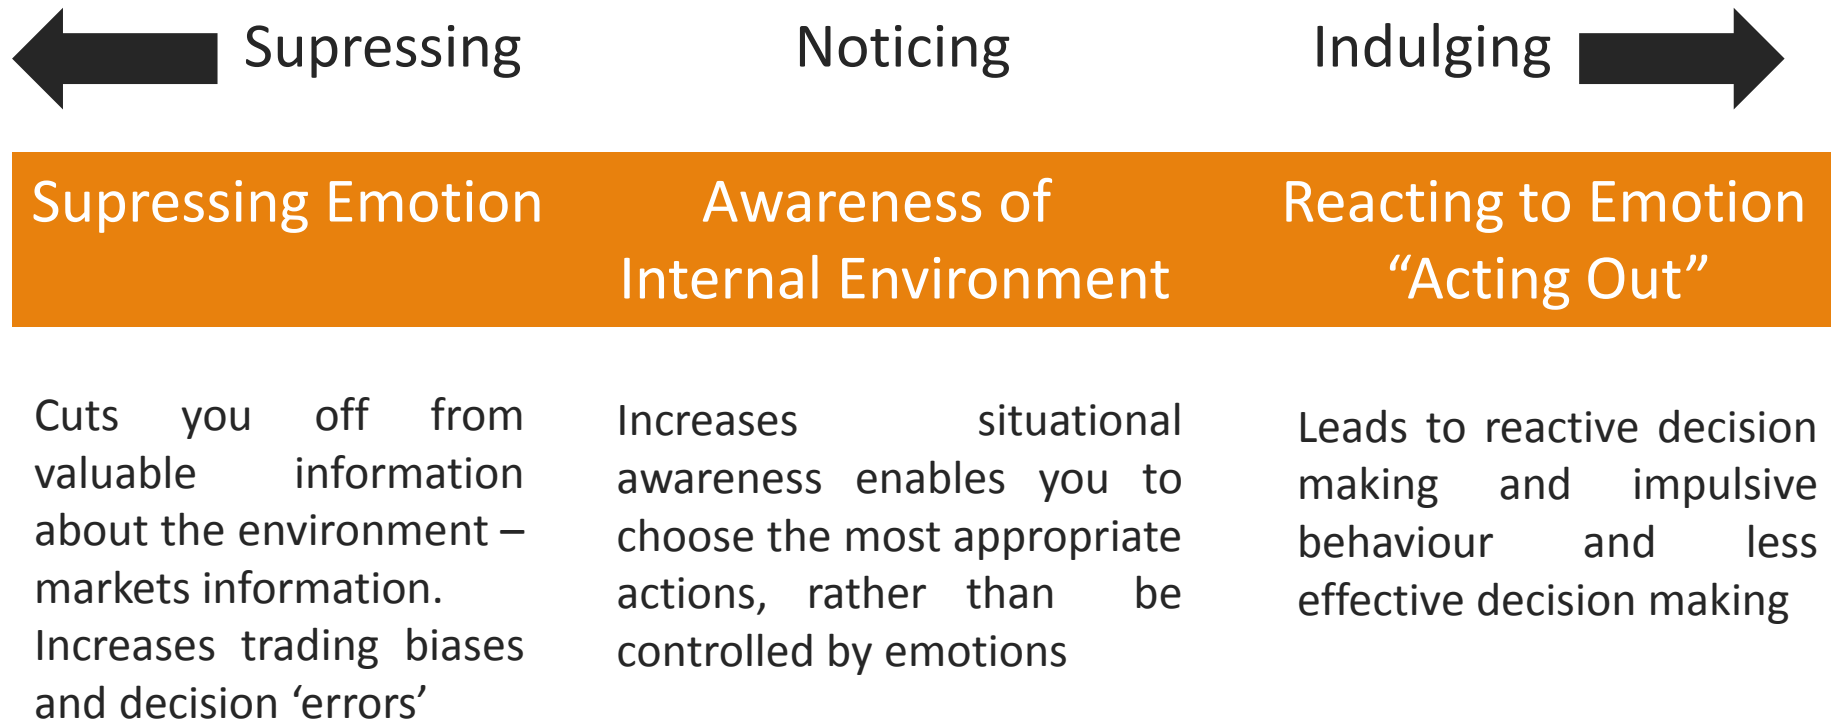 Supressing
Noticing
Indulging
Supressing Emotion
Awareness of
Internal Environment
Reacting to Emotion
“Acting Out”
Cuts you off from
valuable information
about the environment –
markets information.
Increases trading biases
and decision ‘errors’
Increases situational
awareness enables you to
choose the most appropriate
actions, rather than be
controlled by emotions
Leads to reactive decision
making and impulsive
behaviour and less
effective decision making